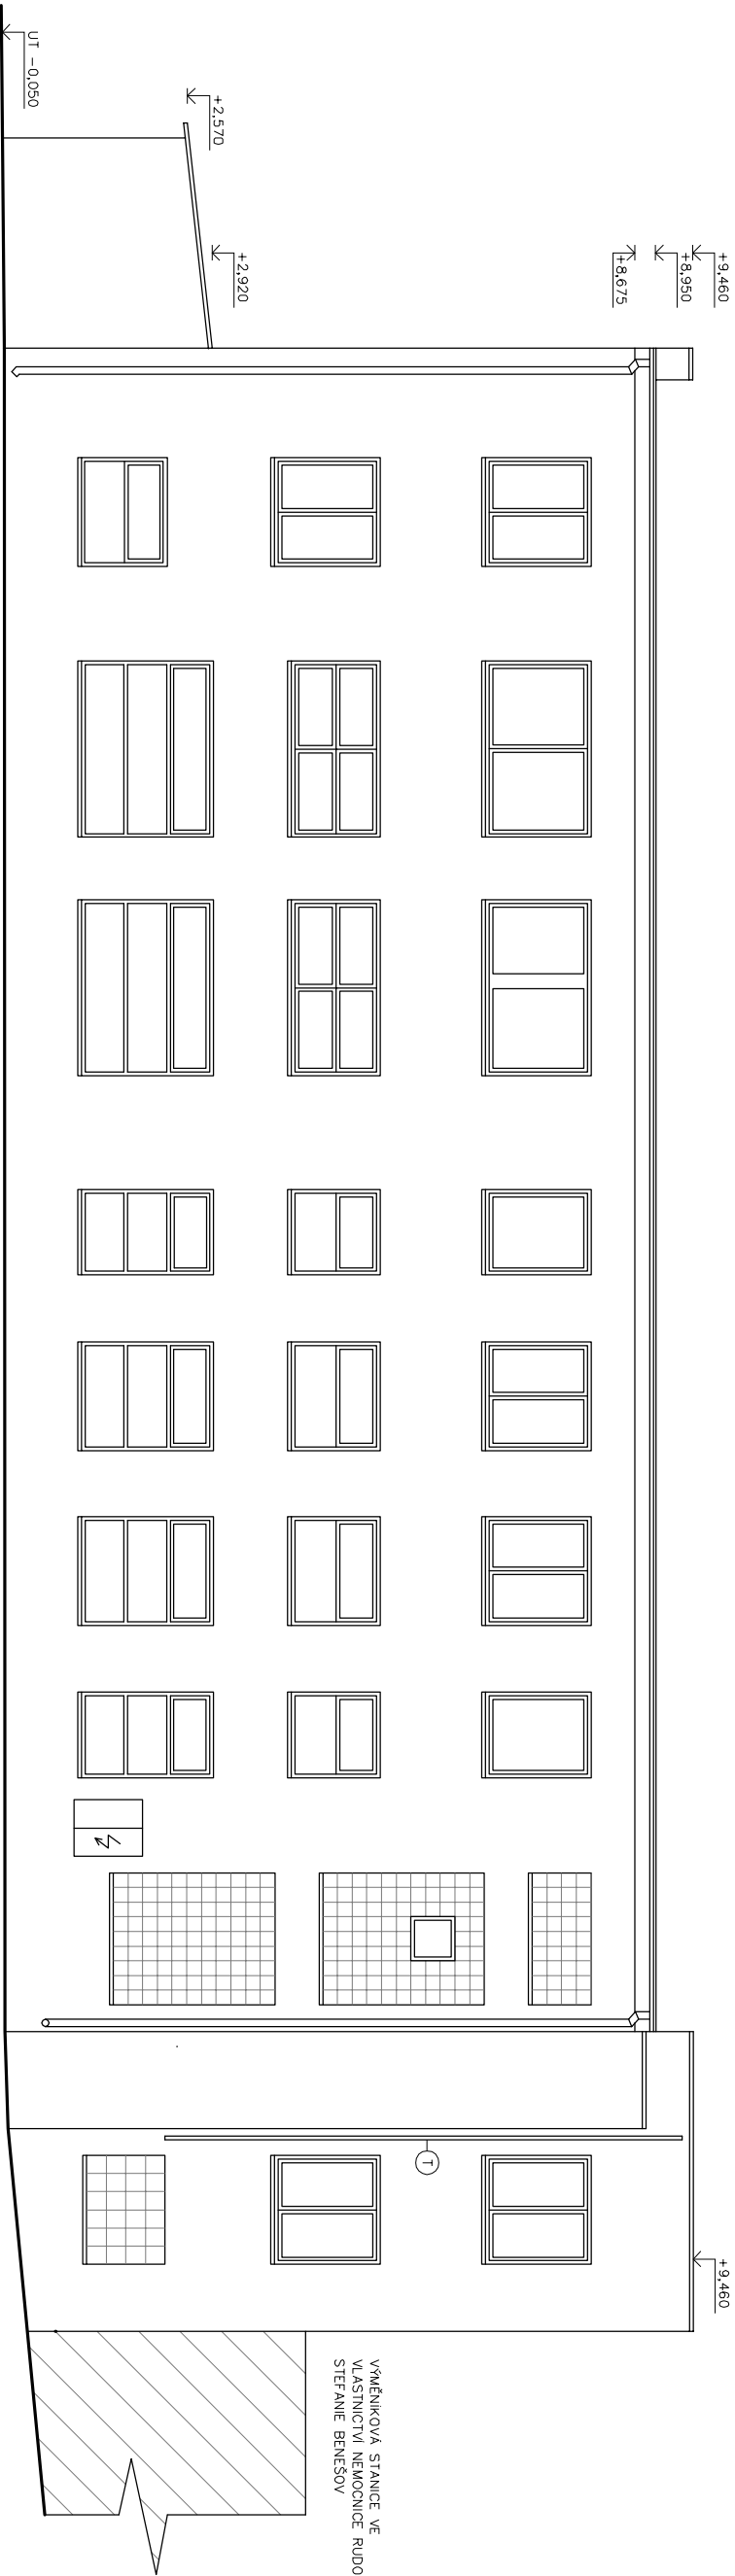 UT -0,050
+2,570
+2,920
+9,460
+8,950
+8,675
T
+9,460
VÝMĚNÍKOVÁ STANICE VE
VLASTNICTVÍ NEMOCNICE RUDO
STEFANIE BENEŠOV